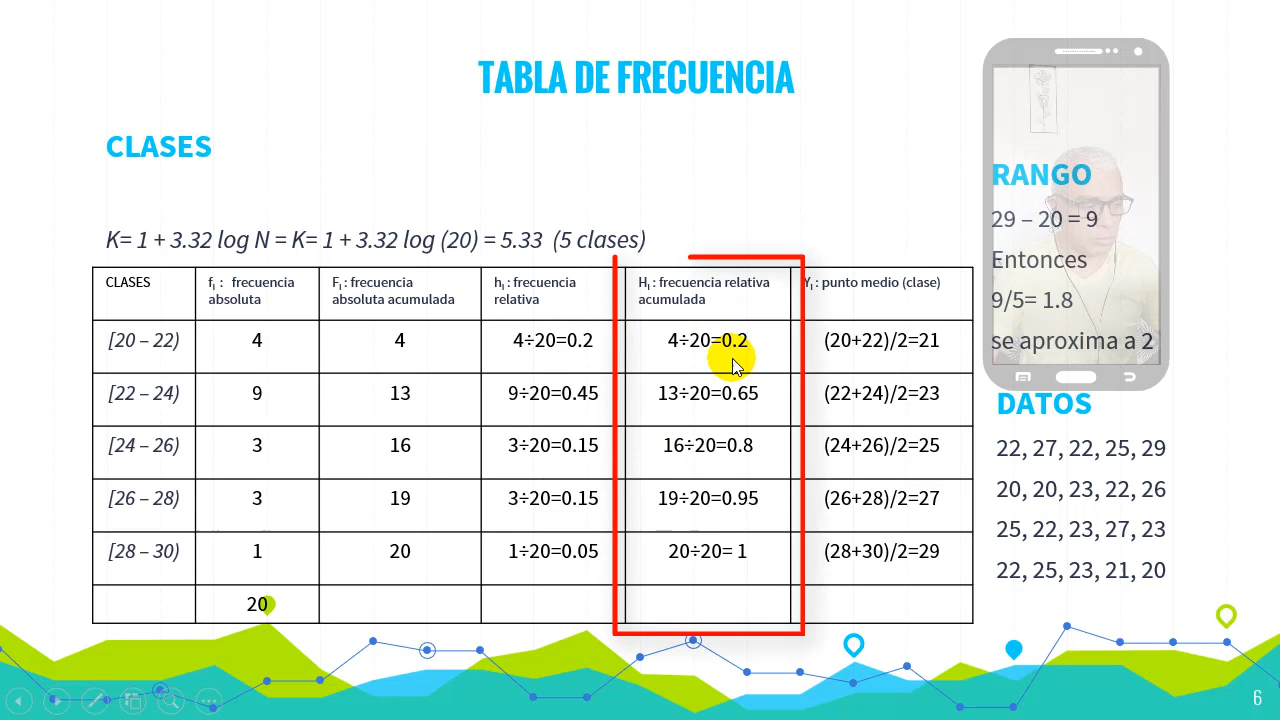 TABLA DE FRECUENCIA
CLASES
K= 1 + 3.32 log N = K= 1 + 3.32 log (20) = 5.33 (5 clases)
CLASES fI : frecuencia absoluta FI : frecuencia absoluta acumulada hI : frecuencia relativa HI : frecuencia relativa acumulada YI : punto medio (clase)
[20 – 22) 4 4 4÷20=0.2 4÷20=0.2 (20+22)/2=21
[22 – 24) 9 13 9÷20=0.45 13÷20=0.65 (22+24)/2=23
[24 – 26) 3 16 3÷20=0.15 16÷20=0.8 (24+26)/2=25
[26 – 28) 3 19 3÷20=0.15 19÷20=0.95 (26+28)/2=27
[28 – 30) 1 20 1÷20=0.05 20÷20= 1 (28+30)/2=29
20
RANGO
29 – 20 = 9
Entonces
9/5= 1.8
se aproxima a 2
DATOS
22, 27, 22, 25, 29
20, 20, 23, 22, 26
25, 22, 23, 27, 23
22, 25, 23, 21, 20
6